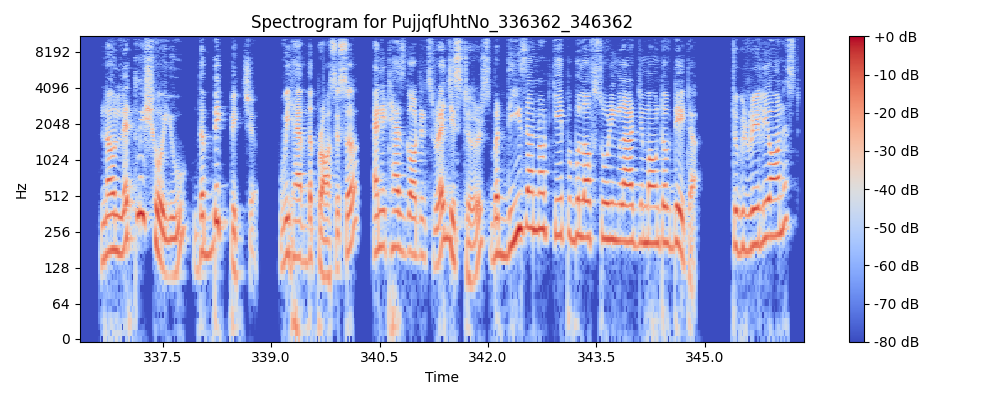 Spectrogram for PujjqfUhtNo_336362_346362
Hz
8192
4096
2048
1024
512
256
128
64
0
337.5 339.0 340.5 342.0 343.5 345.0
Time
+0 dB
-10 dB
-20 dB
-30 dB
-40 dB
-50 dB
-60 dB
-70 dB
-80 dB